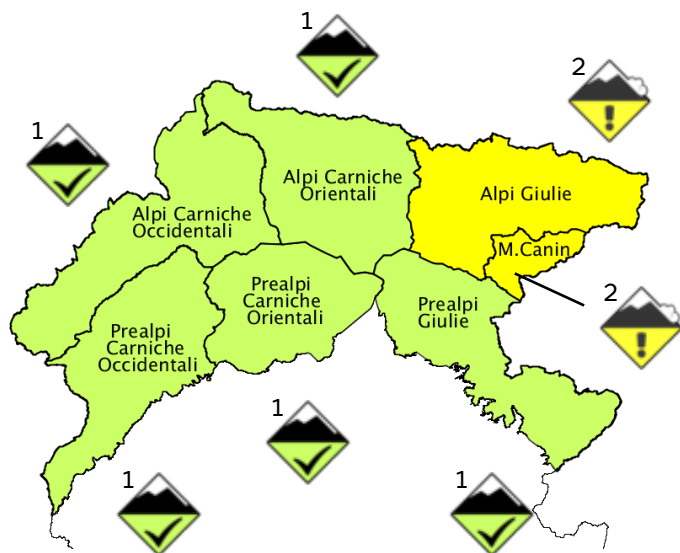 1
2
1
Alpi Carniche
Orientali
Alpi Giulie
Alpi Carniche
Occidentali
M.Canin
Prealpi
Carniche
Orientali
2
Prealpi
Giulie
Prealpi
Carniche
Occidentali
1
1
1